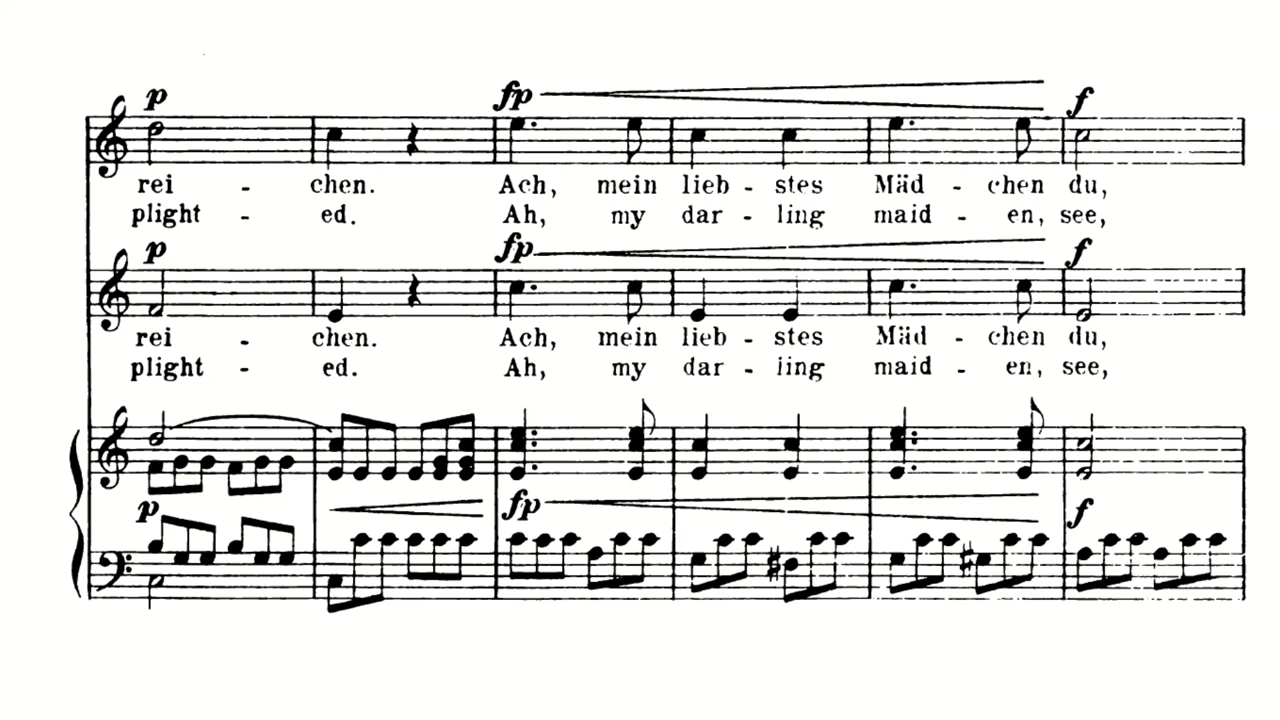 p fp f
rei - chen. Ach, mein lieb - stes Mäd - chen du,
plight - ed. Ah, my dar - ling maid - en, see,
p fp f
rei - chen. Ach, mein lieb - stes Mäd - chen du,
plight - ed. Ah, my dar - ling maid - en, see,
p fp f